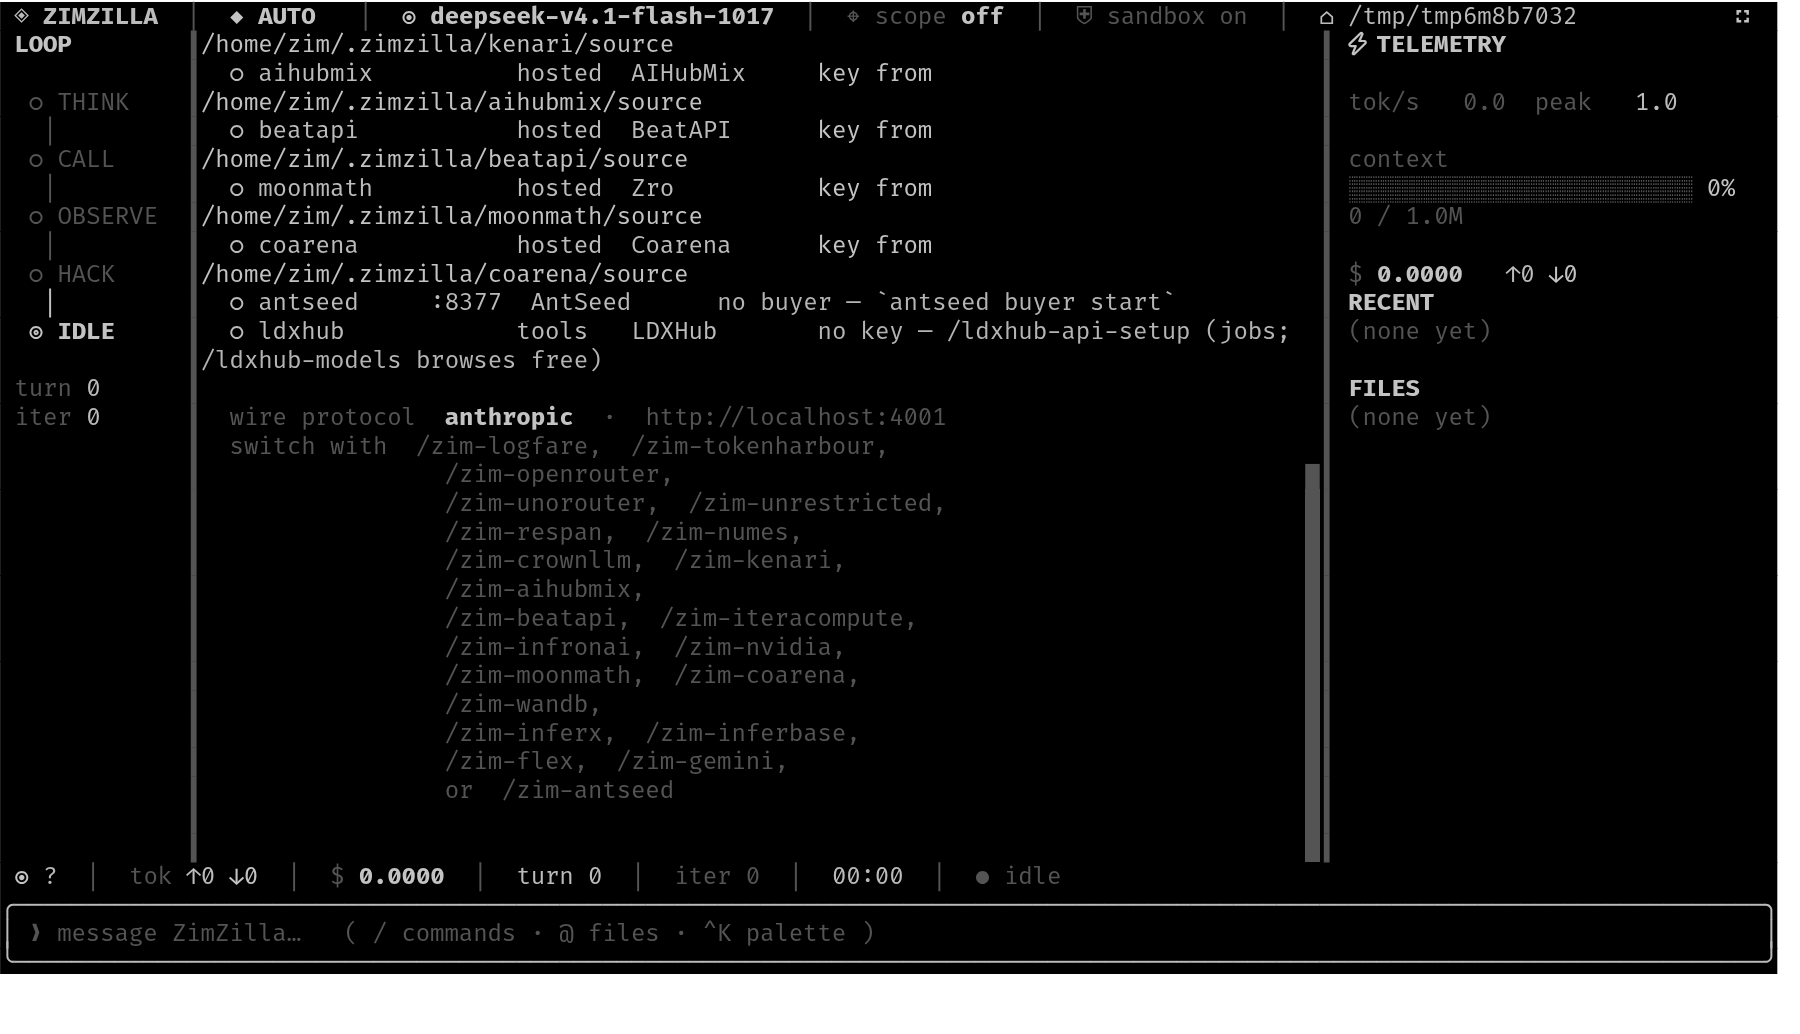 ◈ ZIMZILLA │ ◆ AUTO │ ◉ deepseek-v4.1-flash-1017 │ ⌖ scope off │ ⛨ sandbox on │ ⌂ /tmp/tmp6m8b7032 ⛶
LOOP
○ THINK
│
○ CALL
│
○ OBSERVE
│
○ HACK
│
◉ IDLE
turn 0
iter 0
/home/zim/.zimzilla/kenari/source
○ aihubmix hosted AIHubMix key from
/home/zim/.zimzilla/aihubmix/source
○ beatapi hosted BeatAPI key from
/home/zim/.zimzilla/beatapi/source
○ moonmath hosted Zro key from
/home/zim/.zimzilla/moonmath/source
○ coarena hosted Coarena key from
/home/zim/.zimzilla/coarena/source
○ antseed :8377 AntSeed no buyer — `antseed buyer start`
○ ldxhub tools LDXHub no key — /ldxhub-api-setup (jobs;
/ldxhub-models browses free)
wire protocol anthropic · http://localhost:4001
switch with /zim-logfare, /zim-tokenharbour,
/zim-openrouter,
/zim-unorouter, /zim-unrestricted,
/zim-respan, /zim-numes,
/zim-crownllm, /zim-kenari,
/zim-aihubmix,
/zim-beatapi, /zim-iteracompute,
/zim-infronai, /zim-nvidia,
/zim-moonmath, /zim-coarena,
/zim-wandb,
/zim-inferx, /zim-inferbase,
/zim-flex, /zim-gemini,
or /zim-antseed
⚡ TELEMETRY
tok/s 0.0 peak 1.0
context
0%
0 / 1.0M
$ 0.0000 ↑0 ↓0
RECENT
(none yet)
FILES
(none yet)
◉ ? │ tok ↑0 ↓0 │ $ 0.0000 │ turn 0 │ iter 0 │ 00:00 │ ● idle
❫ message ZimZilla… ( / commands · @ files · ^K palette )